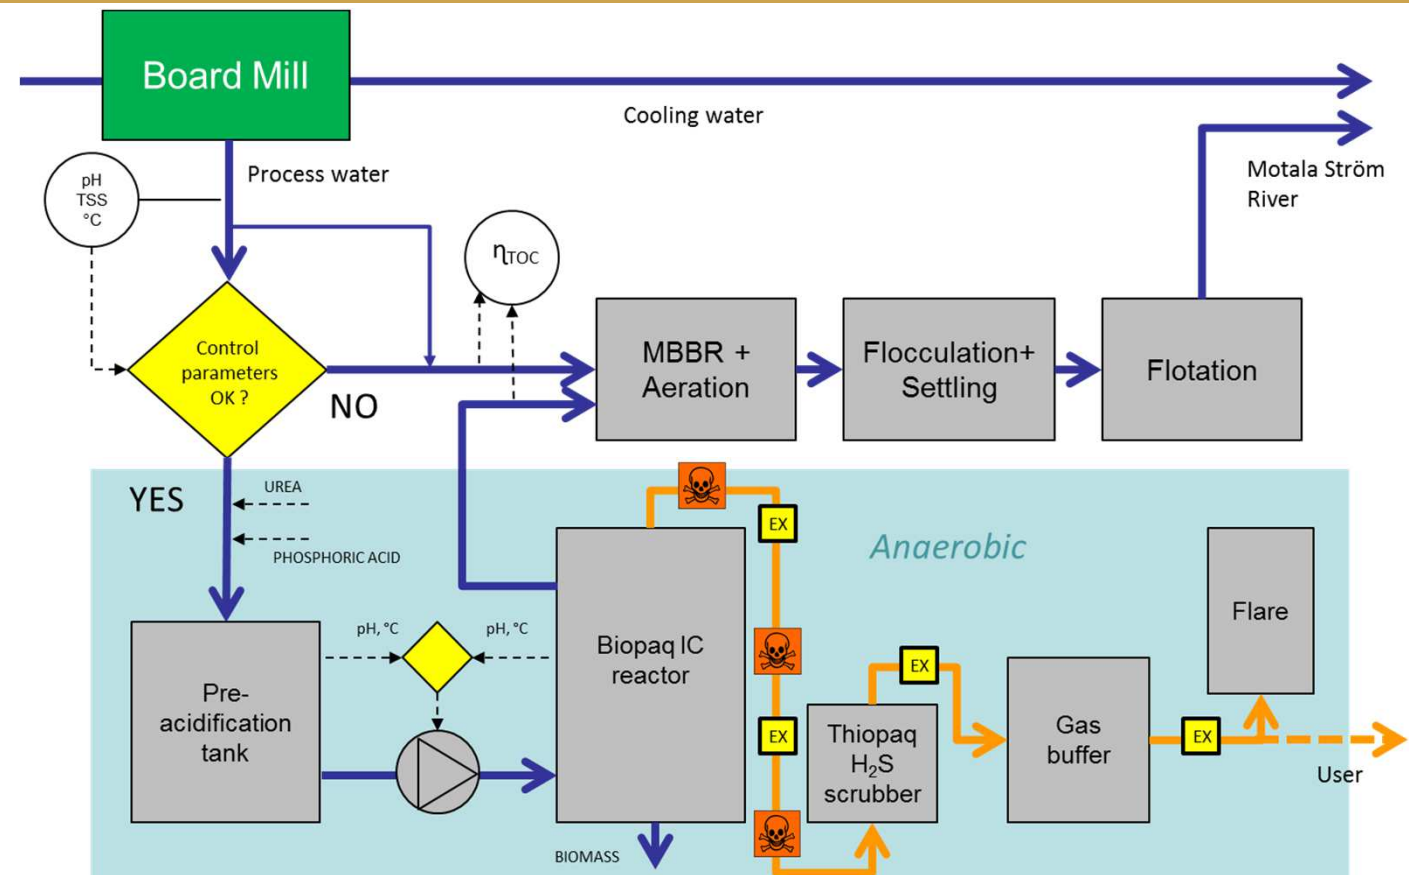 Board Mill
Cooling water
Process water
pH
TSS
°C
Motala Ström
River
ηTOC
Control
parameters
OK ?
NO
MBBR +
Aeration
Flocculation+
Settling
Flotation
YES
UREA
PHOSPHORIC ACID
EX
Anaerobic
Flare
pH, °C
pH, °C
Biopaq IC
reactor
EX
Pre-
acidification
tank
EX
Thiopaq
H₂S
scrubber
Gas
buffer
EX
User
BIOMASS